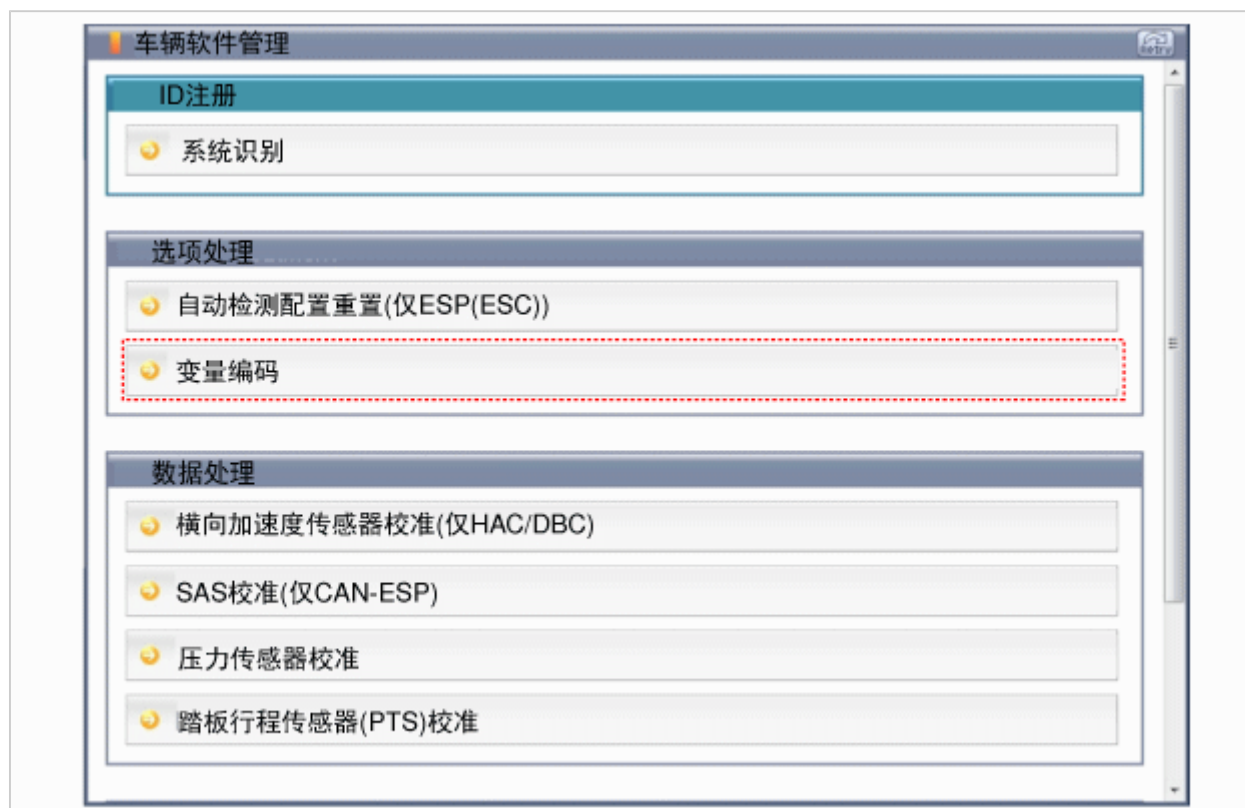 车辆软件管理
Retry
ID注册
系统识别
选项处理
自动检测配置重置(仅ESP(ESC))
变量编码
数据处理
横向加速度传感器校准(仅HAC/DBC)
SAS校准(仅CAN-ESP)
压力传感器校准
踏板行程传感器(PTS)校准